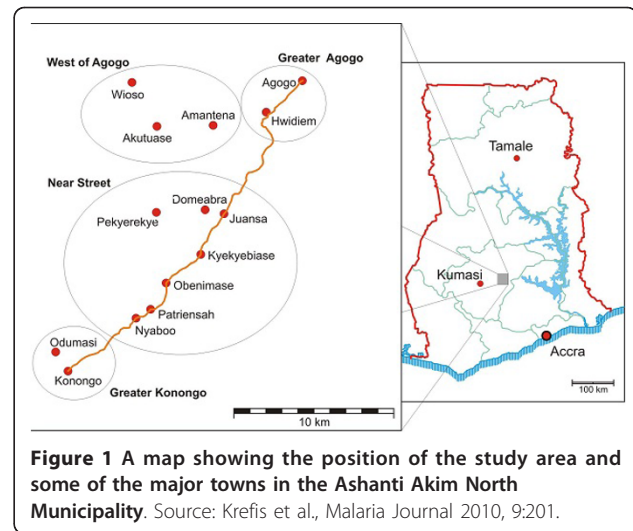 West of Agogo
Wioso
Akutuase
Amantena
Greater Agogo
Agogo
Hwidiem
Near Street
Pekyerekye
Domeabra
Juansa
Kyekyebiase
Obenimase
Patriensah
Nyaboo
Odumasi
Konongo
Greater Konongo
10 km
Tamale
Kumasi
Accra
100 km
Figure 1 A map showing the position of the study area and
some of the major towns in the Ashanti Akim North
Municipality. Source: Krefis et al., Malaria Journal 2010, 9:201.